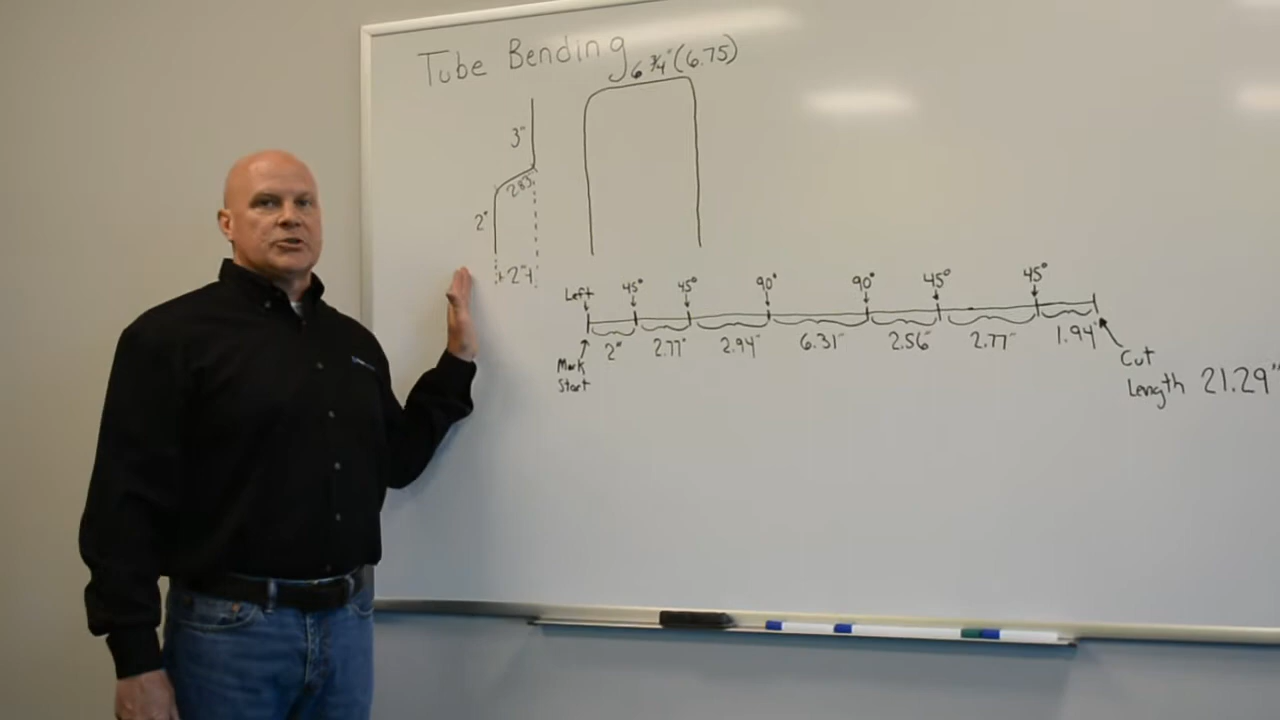 Tube Bending
6 3/4" (6.75)
3"
2.83
2"
2"
Left 45° 45° 90° 90° 45° 45°
2" 2.77" 2.94" 6.31" 2.56" 2.77" 1.94"
Mark
Start
Cut
Length 21.29"